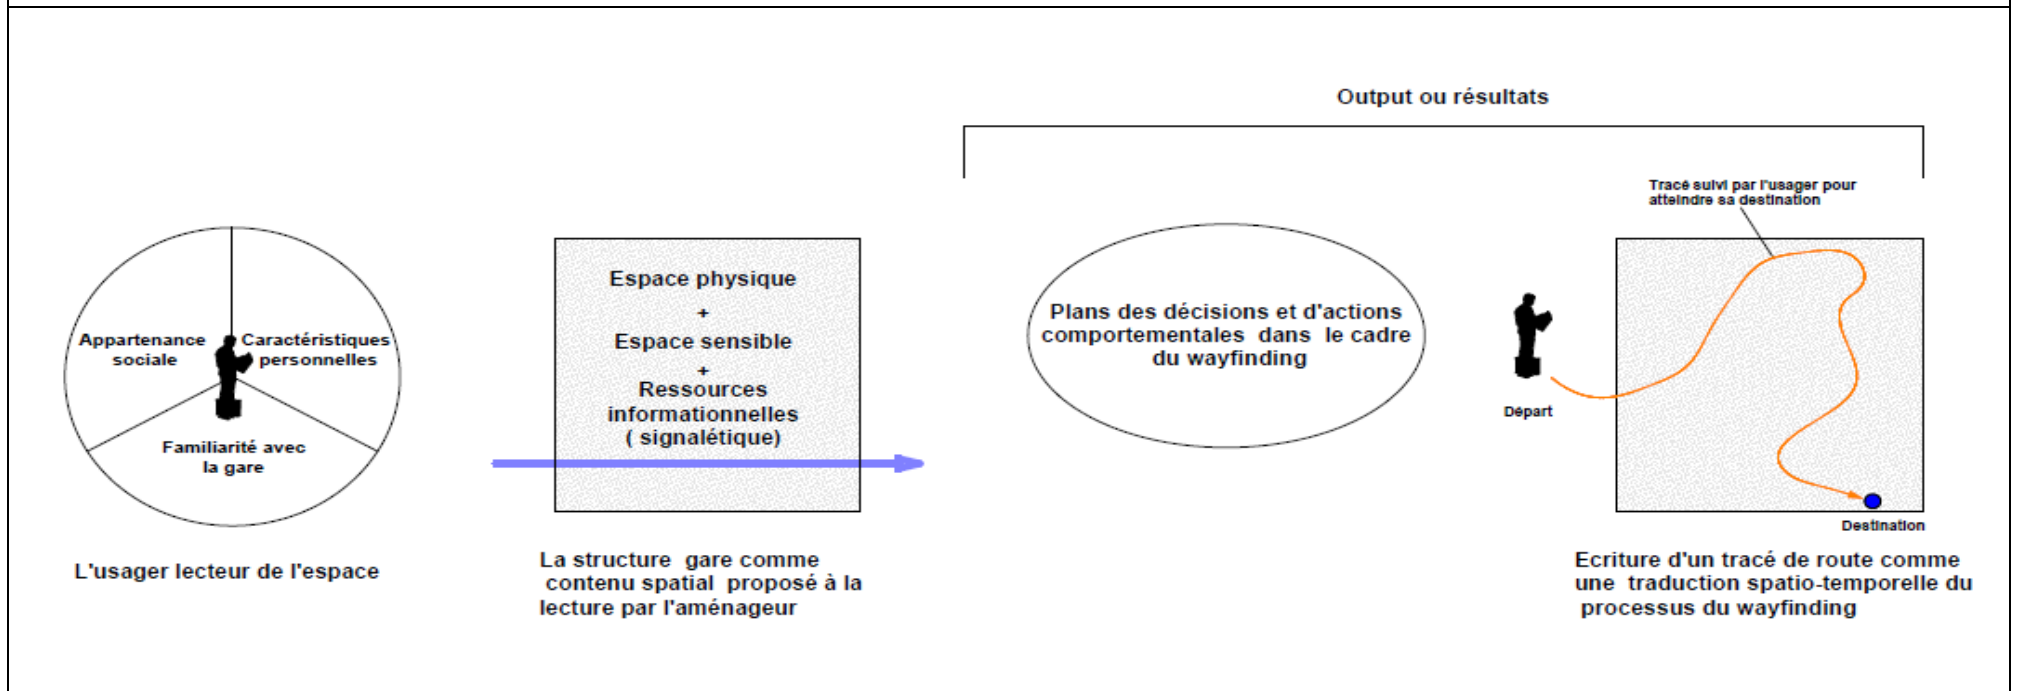 Output ou résultats
Tracé suivi par l'usager pour
atteindre sa destination
Appartenance
sociale
Caractéristiques
personnelles
Familiarité avec
la gare
L'usager lecteur de l'espace
Espace physique
+
Espace sensible
+
Ressources
informationnelles
( signalétique)
La structure gare comme
contenu spatial proposé à la
lecture par l'aménageur
Plans des décisions et d'actions
comportementales dans le cadre
du wayfinding
Départ
Destination
Ecriture d'un tracé de route comme
une traduction spatio-temporelle du
processus du wayfinding